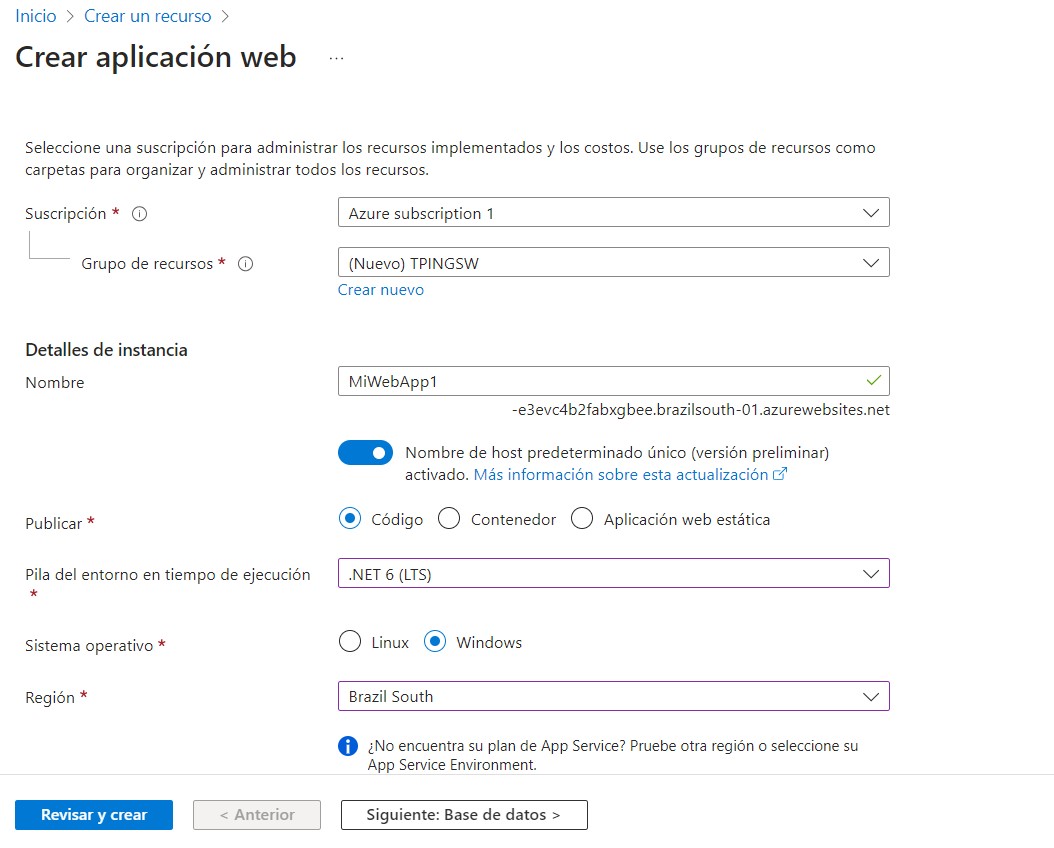 Inicio > Crear un recurso >
Crear aplicación web ...
Seleccione una suscripción para administrar los recursos implementados y los costos. Use los grupos de recursos como
carpetas para organizar y administrar todos los recursos.
Suscripción * Azure subscription 1
Grupo de recursos * (Nuevo) TPINGSW
Crear nuevo
Detalles de instancia
Nombre MiWebApp1
-e3evc4b2fabxgbee.brazilsouth-01.azurewebsites.net
Nombre de host predeterminado único (versión preliminar)
activado. Más información sobre esta actualización
Publicar * Código Contenedor Aplicación web estática
Pila del entorno en tiempo de ejecución .NET 6 (LTS)
*
Sistema operativo * Linux Windows
Región * Brazil South
¿No encuentra su plan de App Service? Pruebe otra región o seleccione su
App Service Environment.
Revisar y crear < Anterior Siguiente: Base de datos >